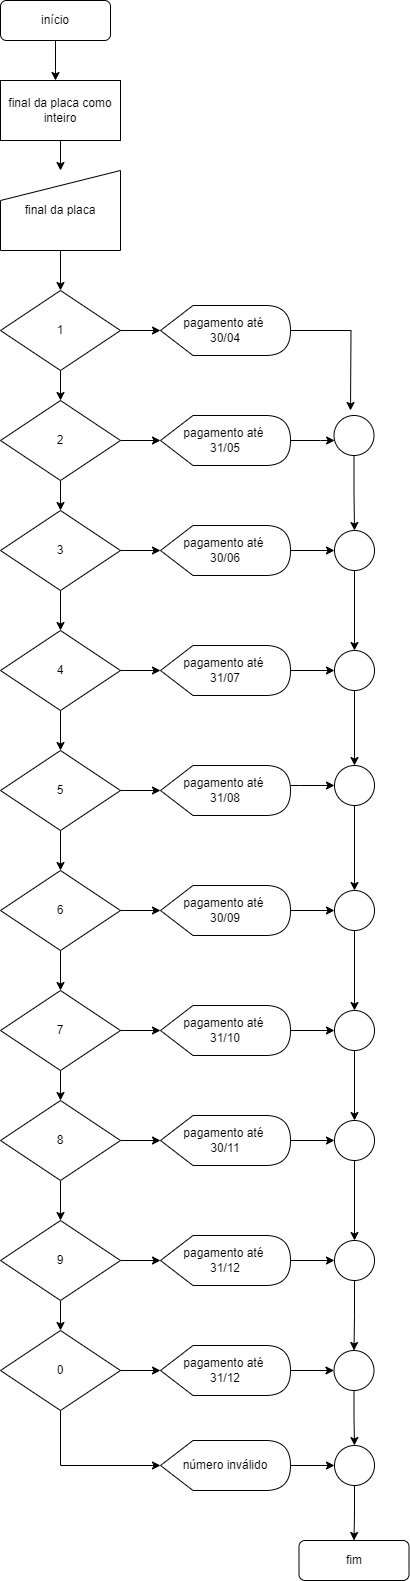 início
final da placa como
inteiro
final da placa
1
pagamento até
30/04
2
pagamento até
31/05
3
pagamento até
30/06
4
pagamento até
31/07
5
pagamento até
31/08
6
pagamento até
30/09
7
pagamento até
31/10
8
pagamento até
30/11
9
pagamento até
31/12
0
pagamento até
31/12
número inválido
fim